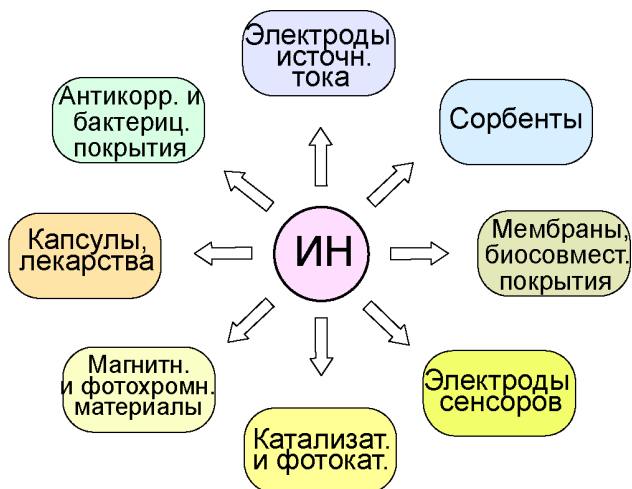 Электроды
источн.
тока
Антикорр. и
бактериц.
покрытия
Сорбенты
Капсулы,
лекарства
ИН
Мембраны,
биосовмест.
покрытия
Магнитн.
и фотохромн.
материалы
Электроды
сенсоров
Катализат.
и фотокат.